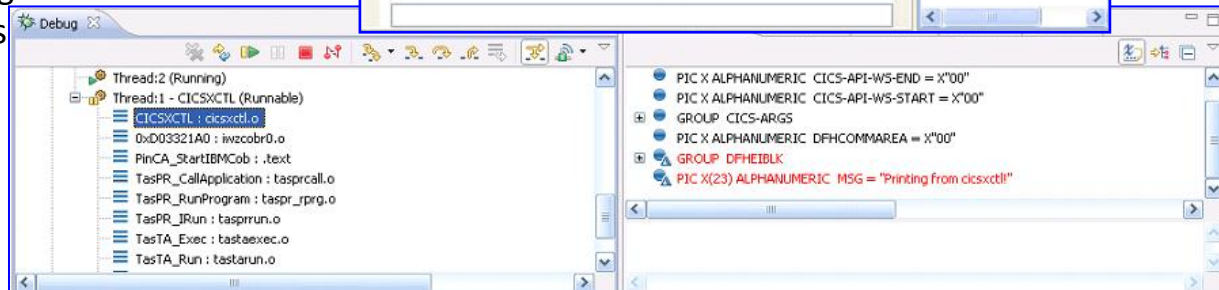 Debug
Thread:2 (Running)
Thread:1 - CICSXCTL (Runnable)
CICSXCTL : cicsxctl.o
0xD03321A0 : iwzcobr0.o
PinCA_StartIBMCob : .text
TasPR_CallApplication : tasprcall.o
TasPR_RunProgram : taspr_rprg.o
TasPR_IRun : tasprrun.o
TasTA_Exec : tastaexec.o
TasTA_Run : tastarun.o
PIC X ALPHANUMERIC CICS-API-WS-END = X"00"
PIC X ALPHANUMERIC CICS-API-WS-START = X"00"
GROUP CICS-ARGS
PIC X ALPHANUMERIC DFHCOMMAREA = X"00"
GROUP DFHEIBLK
PIC X(23) ALPHANUMERIC MSG = "Printing from cicsxctl!"